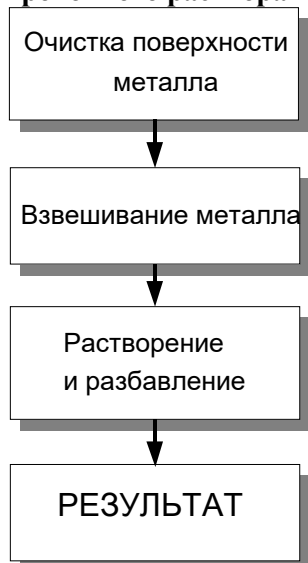 Очистка поверхности
металла
Взвешивание металла
Растворение
и разбавление
РЕЗУЛЬТАТ